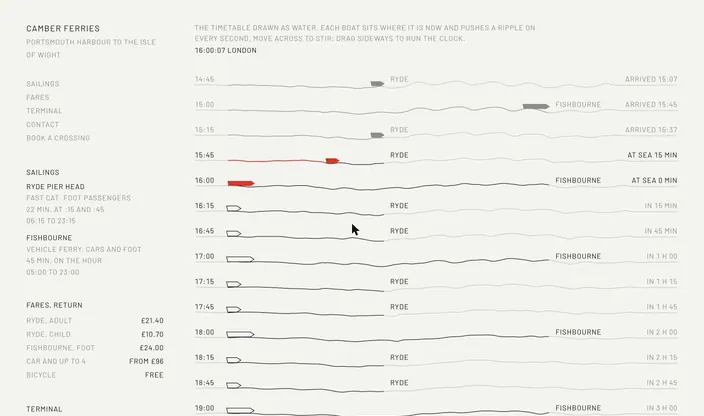 CAMBER FERRIES
PORTSMOUTH HARBOUR TO THE ISLE
OF WIGHT
SAILINGS
FARES
TERMINAL
CONTACT
BOOK A CROSSING
SAILINGS
RYDE PIER HEAD
FAST CAT. FOOT PASSENGERS
22 MIN, AT :15 AND :45
05:15 TO 23:15
FISHBOURNE
VEHICLE FERRY, CARS AND FOOT
45 MIN, ON THE HOUR
05:00 TO 23:00
FARES, RETURN
RYDE, ADULT £21.40
RYDE, CHILD £10.70
FISHBOURNE, FOOT £24.00
CAR AND UP TO 4 FROM £96
BICYCLE FREE
TERMINAL
THE TIMETABLE DRAWN AS WATER. EACH BOAT SITS WHERE IT IS NOW AND PUSHES A RIPPLE ON
EVERY SECOND. MOVE ACROSS TO STIR; DRAG SIDEWAYS TO RUN THE CLOCK.
16:00:07 LONDON
14:45 RYDE ARRIVED 15:07
15:00 FISHBOURNE ARRIVED 15:45
15:15 RYDE ARRIVED 15:37
15:45 RYDE AT SEA 15 MIN
16:00 FISHBOURNE AT SEA 0 MIN
16:15 RYDE IN 15 MIN
16:45 RYDE IN 45 MIN
17:00 FISHBOURNE IN 1 H 00
17:15 RYDE IN 1 H 15
17:45 RYDE IN 1 H 45
18:00 FISHBOURNE IN 2 H 00
18:15 RYDE IN 2 H 15
18:45 RYDE IN 2 H 45
19:00 FISHBOURNE IN 3 H 00